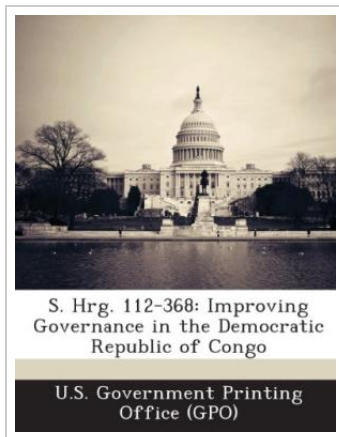 S. Hrg. 112-368: Improving
Governance in the Democratic
Republic of Congo
U.S. Government Printing
Office (GPO)